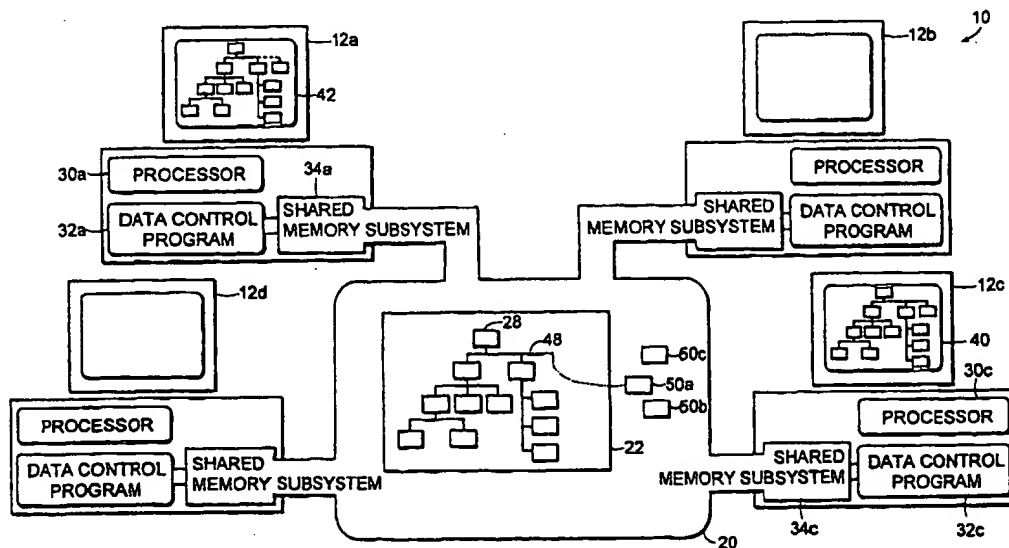 12a
12b
10
42
30a
PROCESSOR
34a
PROCESSOR
32a
DATA CONTROL
PROGRAM
SHARED
MEMORY SUBSYSTEM
SHARED
MEMORY SUBSYSTEM
DATA CONTROL
PROGRAM
12d
12c
28
48
50c
50a
50b
40
30c
22
PROCESSOR
PROCESSOR
DATA CONTROL
PROGRAM
SHARED
MEMORY SUBSYSTEM
SHARED
MEMORY SUBSYSTEM
DATA CONTROL
PROGRAM
20
34c
32c